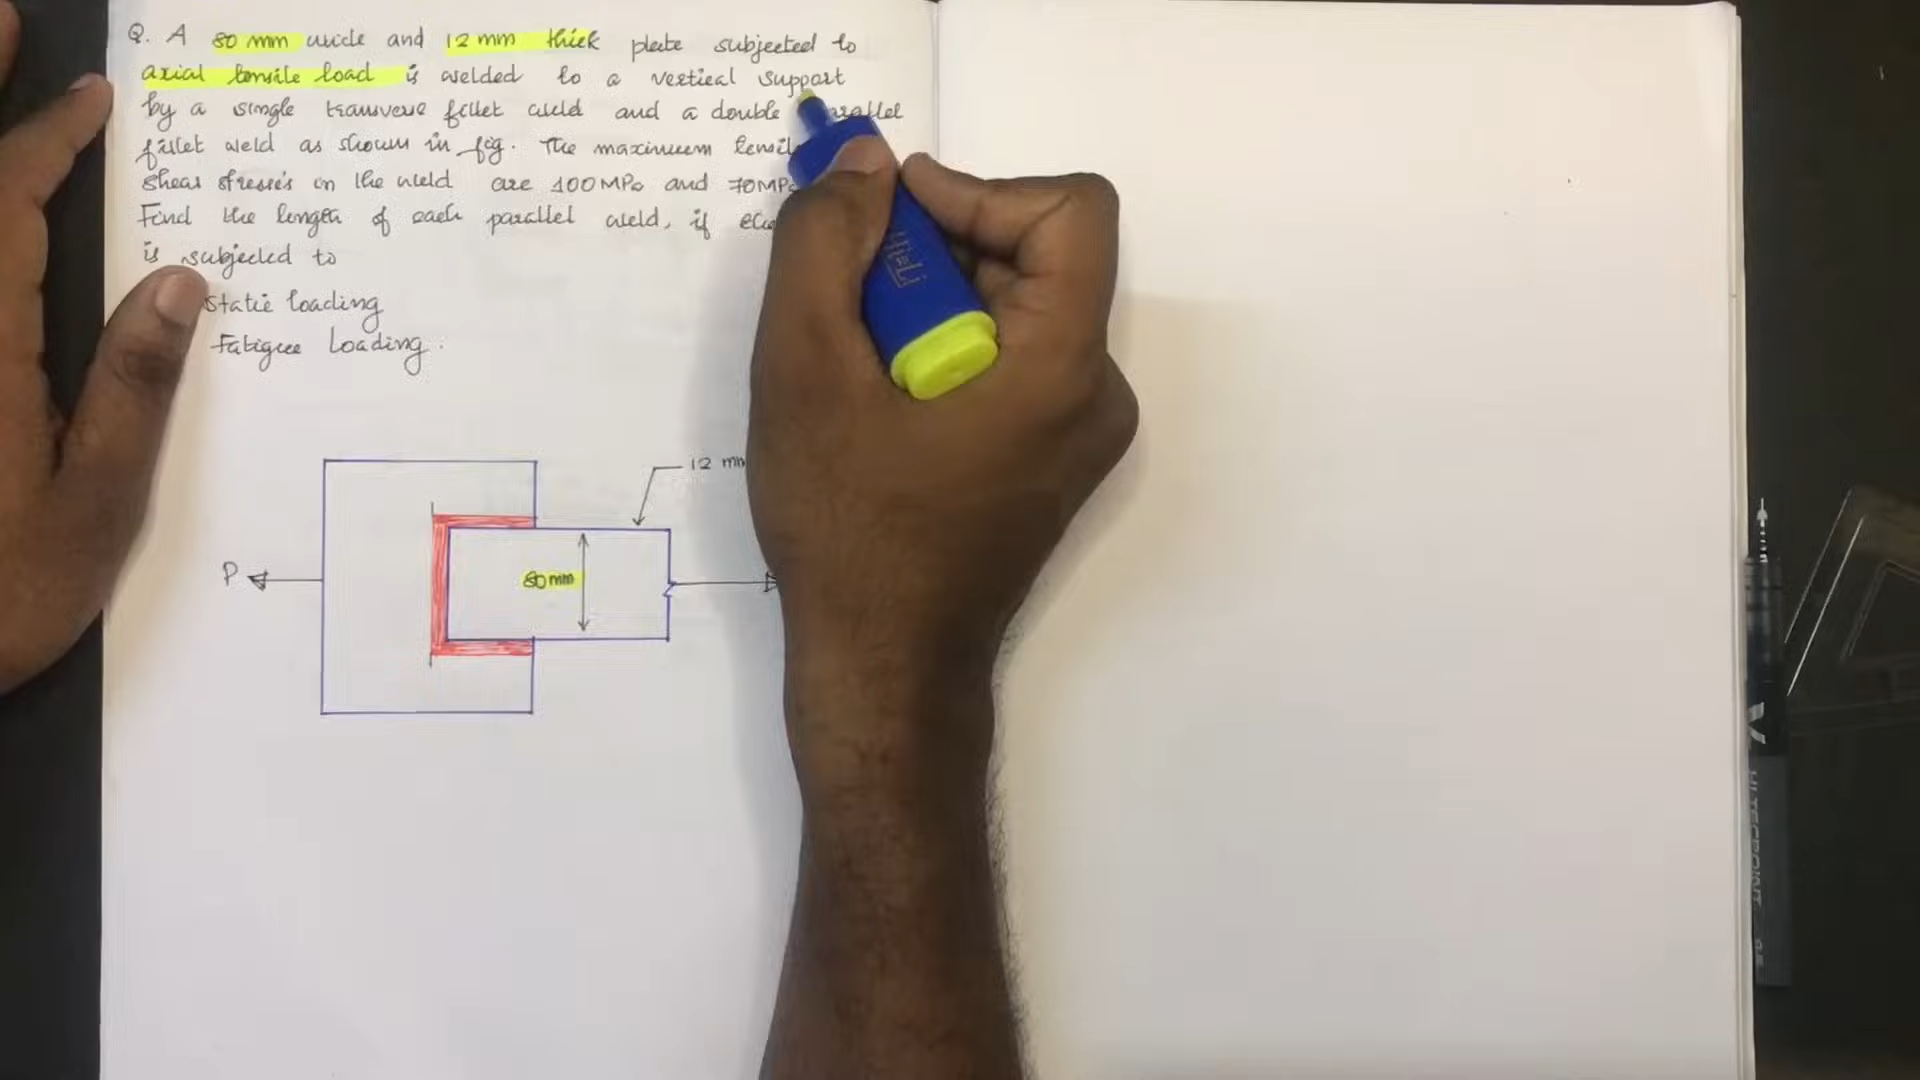 Q. A 80 mm wide and 12 mm thick plate subjected to
axial tensile load is welded to a vertical support
by a single transverse fillet weld and a double
fillet weld as shown in fig. The maximum
shear stresses in the weld are 100 MPa and 70MPa
Find the length of each parallel weld, if
is subjected to
Static loading
Fatigue Loading.
12 mm
P
80 mm